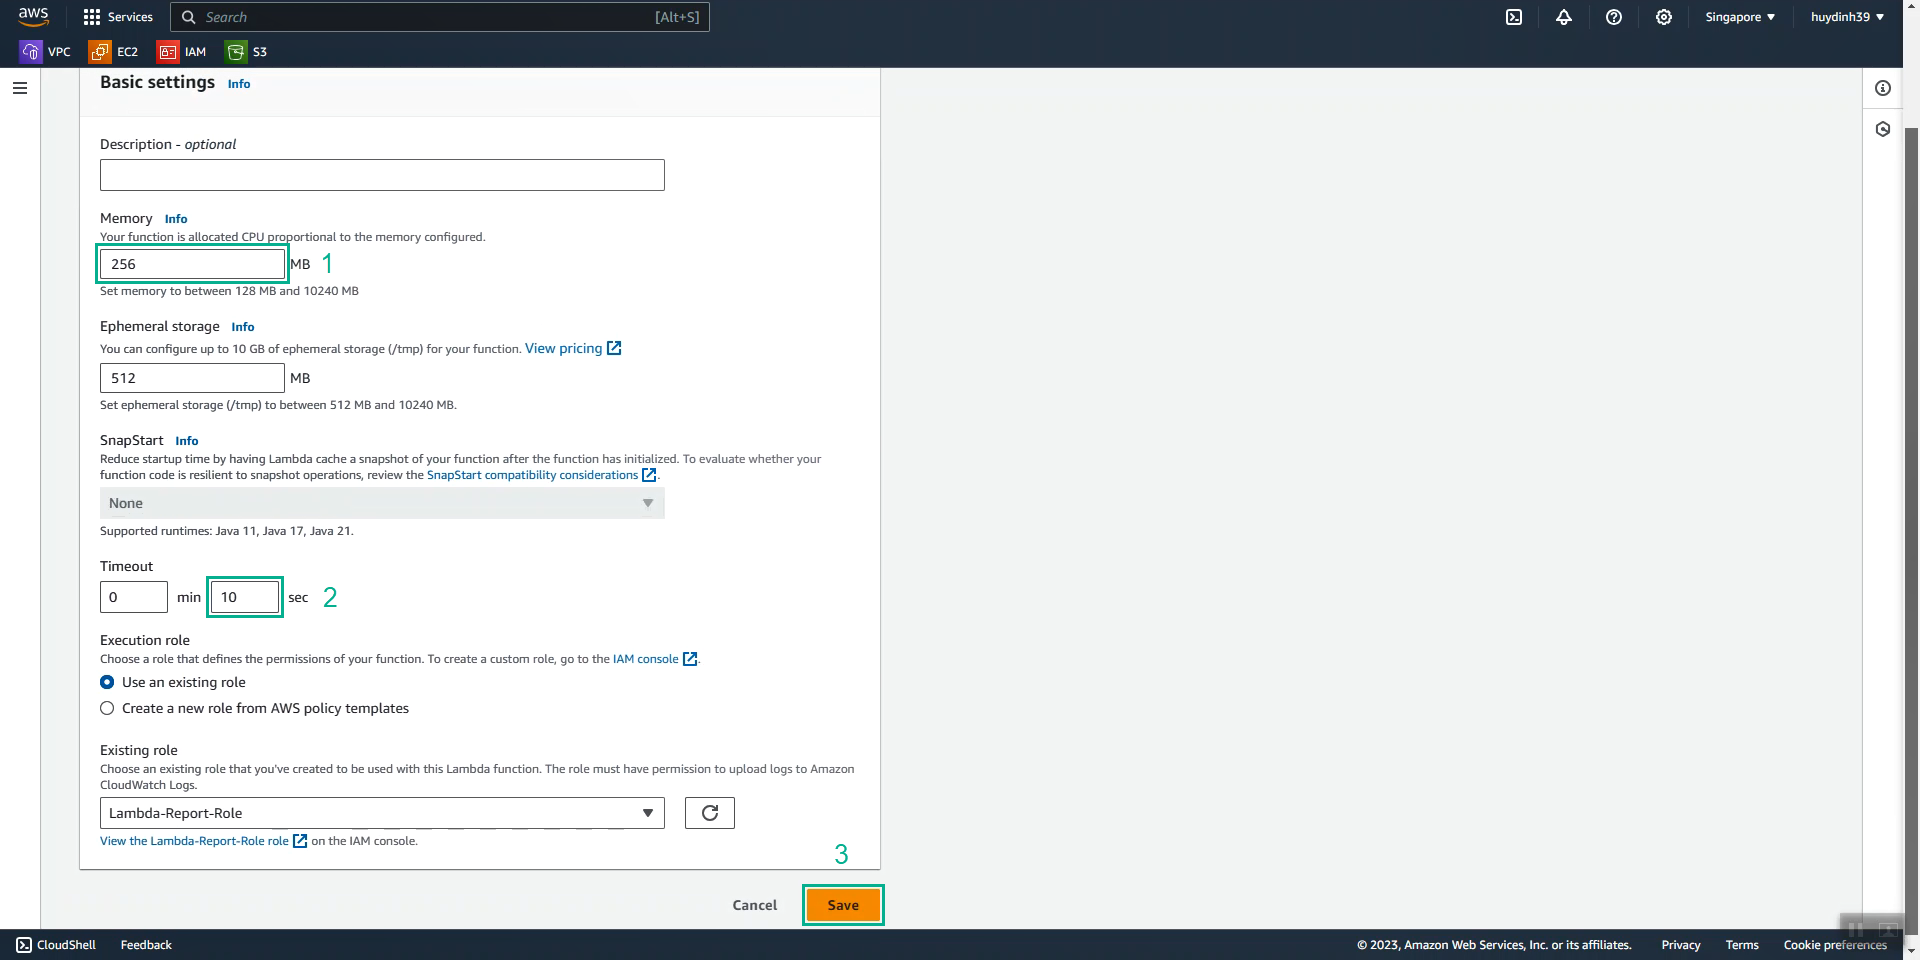 aws
Services
Search
[Alt+S]
Singapore
huydinh39
VPC
EC2
IAM
S3
Basic settings Info
Description - optional
Memory Info
Your function is allocated CPU proportional to the memory configured.
256 MB 1
Set memory to between 128 MB and 10240 MB
Ephemeral storage Info
You can configure up to 10 GB of ephemeral storage (/tmp) for your function. View pricing
512 MB
Set ephemeral storage (/tmp) to between 512 MB and 10240 MB.
SnapStart Info
Reduce startup time by having Lambda cache a snapshot of your function after the function has initialized. To evaluate whether your
function code is resilient to snapshot operations, review the SnapStart compatibility considerations .
None
Supported runtimes: Java 11, Java 17, Java 21.
Timeout
0 min 10 sec 2
Execution role
Choose a role that defines the permissions of your function. To create a custom role, go to the IAM console .
Use an existing role
Create a new role from AWS policy templates
Existing role
Choose an existing role that you've created to be used with this Lambda function. The role must have permission to upload logs to Amazon
CloudWatch Logs.
Lambda-Report-Role
View the Lambda-Report-Role role on the IAM console.
3
Cancel Save
CloudShell Feedback
© 2023, Amazon Web Services, Inc. or its affiliates. Privacy Terms Cookie preferences